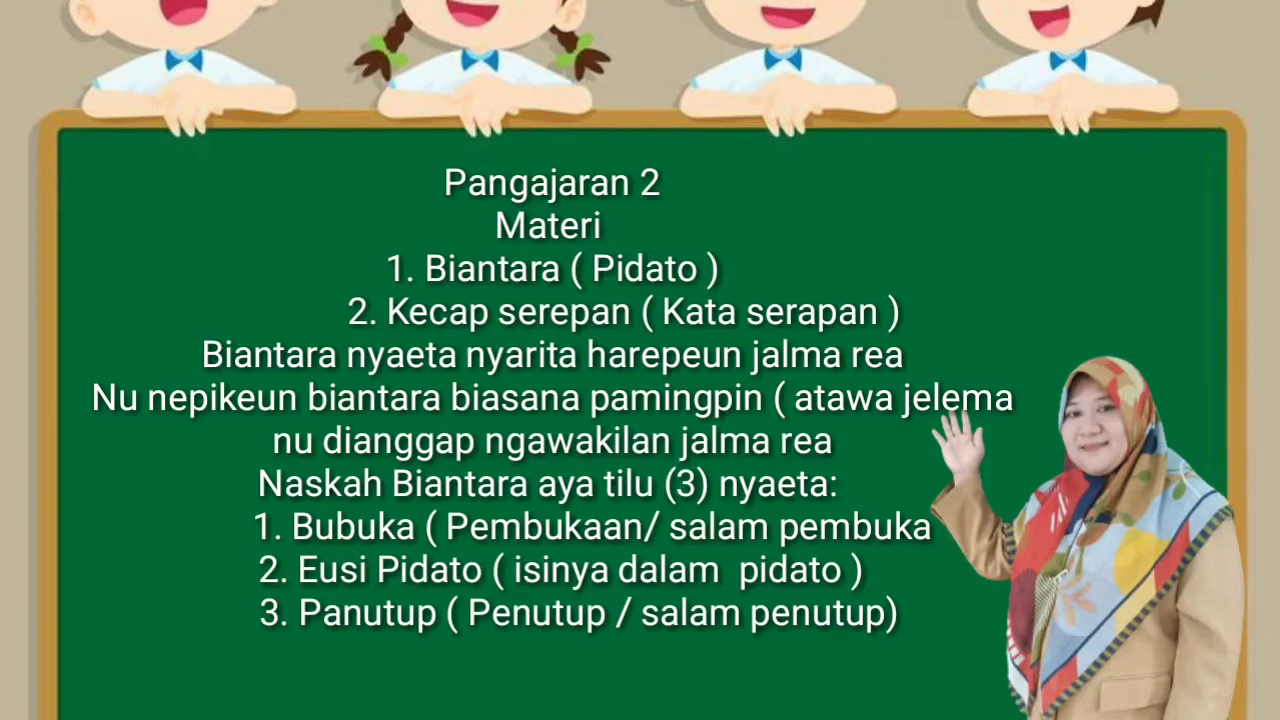 Pangajaran 2
Materi
1. Biantara ( Pidato )
2. Kecap serepan ( Kata serapan )
Biantara nyaeta nyarita harepeun jalma rea
Nu nepikeun biantara biasana pamingpin ( atawa jelema
nu dianggap ngawakilan jalma rea
Naskah Biantara aya tilu (3) nyaeta:
1. Bubuka ( Pembukaan/ salam pembuka
2. Eusi Pidato ( isinya dalam  pidato )
3. Panutup ( Penutup / salam penutup)